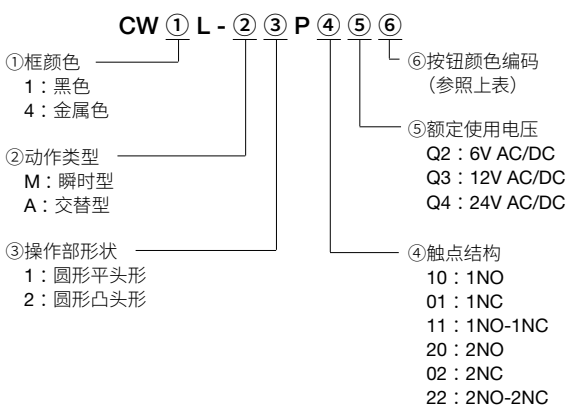 CW ① L - ② ③ P ④ ⑤ ⑥
①框颜色
1：黑色
4：金属色
②动作类型
M：瞬时型
A：交替型
③操作部形状
1：圆形平头形
2：圆形凸头形
⑥按钮颜色编码
（参照上表）
⑤额定使用电压
Q2：6V AC/DC
Q3：12V AC/DC
Q4：24V AC/DC
④触点结构
10：1NO
01：1NC
11：1NO-1NC
20：2NO
02：2NC
22：2NO-2NC